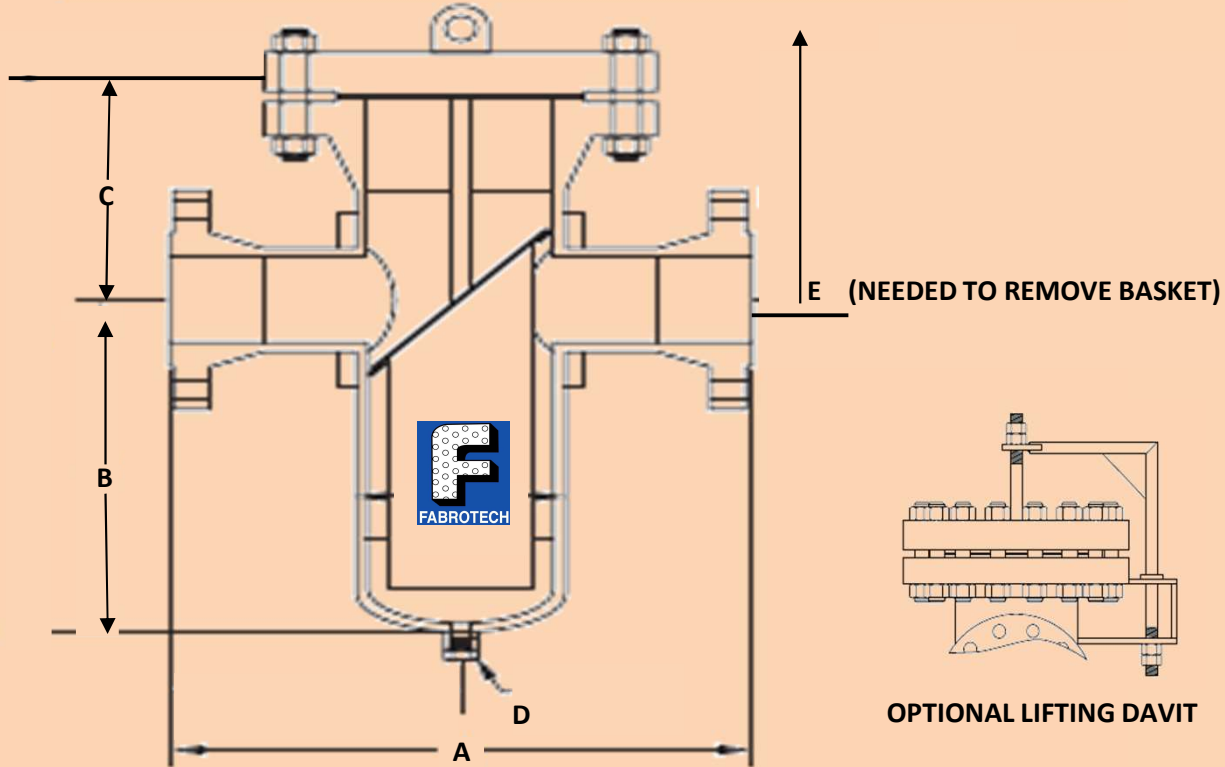 C
E (NEEDED TO REMOVE BASKET)
B
F
FABROTECH
D
OPTIONAL LIFTING DAVIT
A